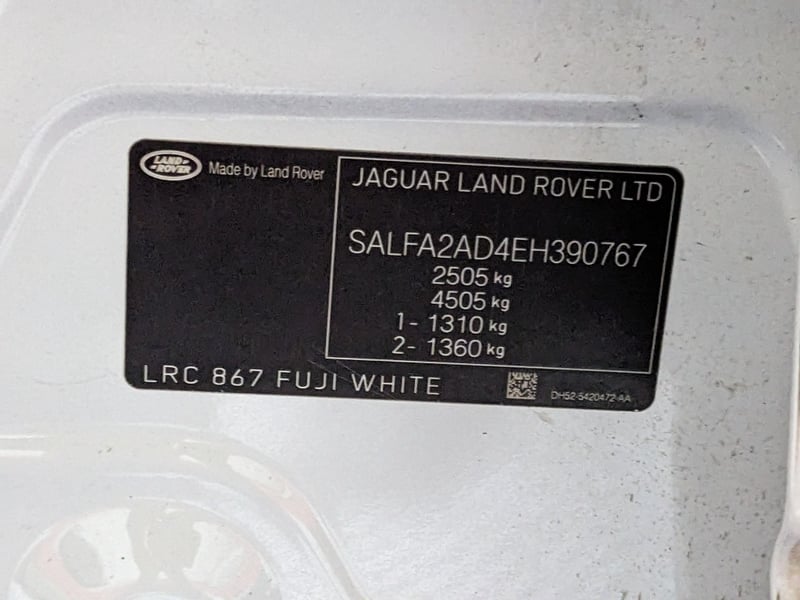 LAND
ROVER
Made by Land Rover
JAGUAR LAND ROVER LTD
SALFA2AD4EH390767
2505 kg
4505 kg
1- 1310 kg
2- 1360 kg
LRC 867 FUJI WHITE
DH52-5420472-AA